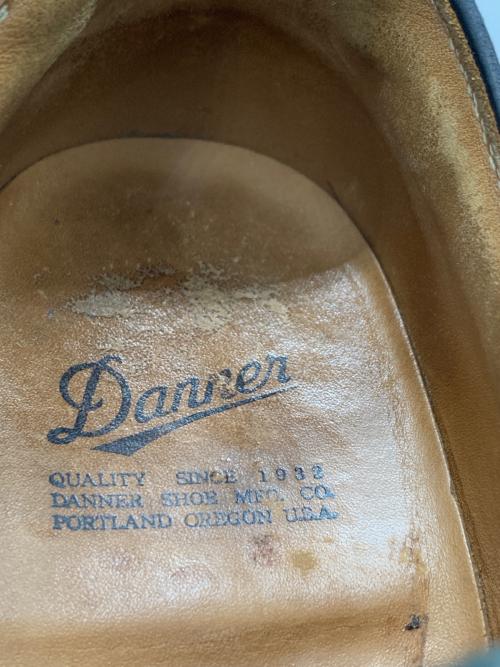 Danner
QUALITY SINCE 1932
DANNER SHOE MFG. CO.
PORTLAND OREGON U.S.A.